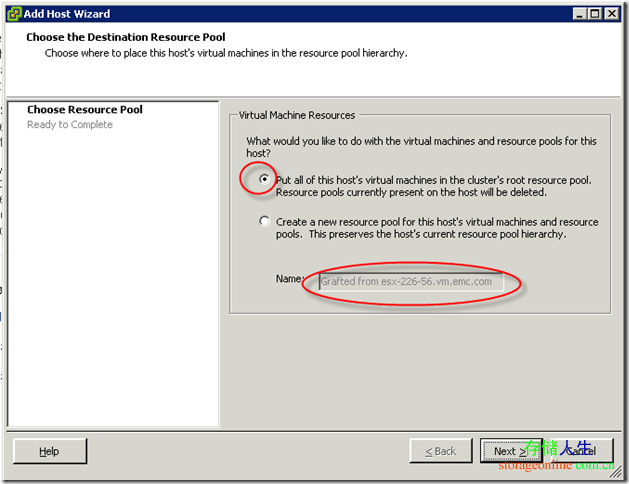 Add Host Wizard
Choose the Destination Resource Pool
Choose where to place this host's virtual machines in the resource pool hierarchy.
Choose Resource Pool
Ready to Complete
Virtual Machine Resources
What would you like to do with the virtual machines and resource pools for this
host?
Put all of this host's virtual machines in the cluster's root resource pool.
Resource pools currently present on the host will be deleted.
Create a new resource pool for this host's virtual machines and resource
pools. This preserves the host's current resource pool hierarchy.
Name: Grafted from esx-226-56.vm.emc.com
Help
< Back
Next >
Cancel
存储人生
storageonline.com.cn